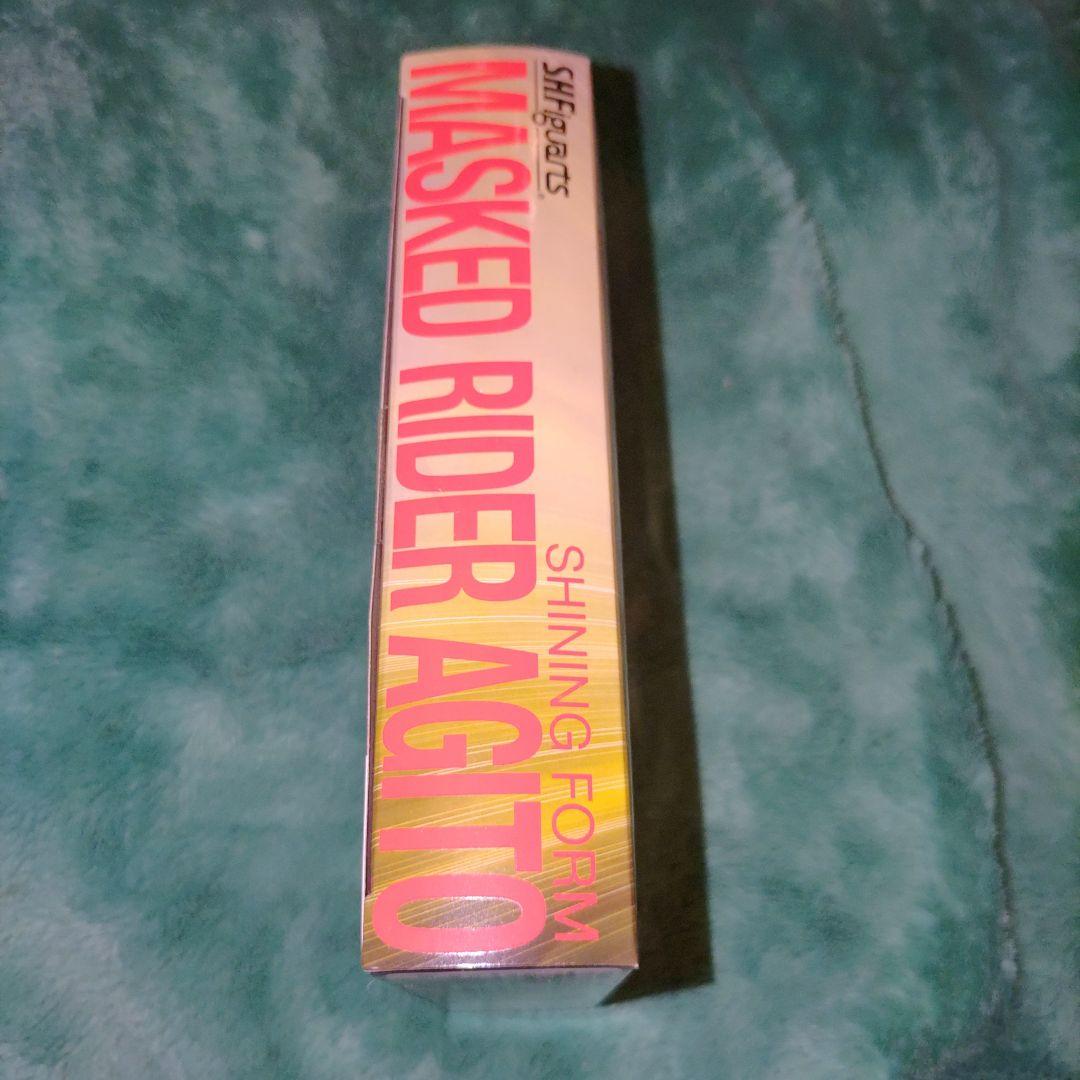 S.H.Figuarts
MASKED RIDER AGITO
SHINING FORM